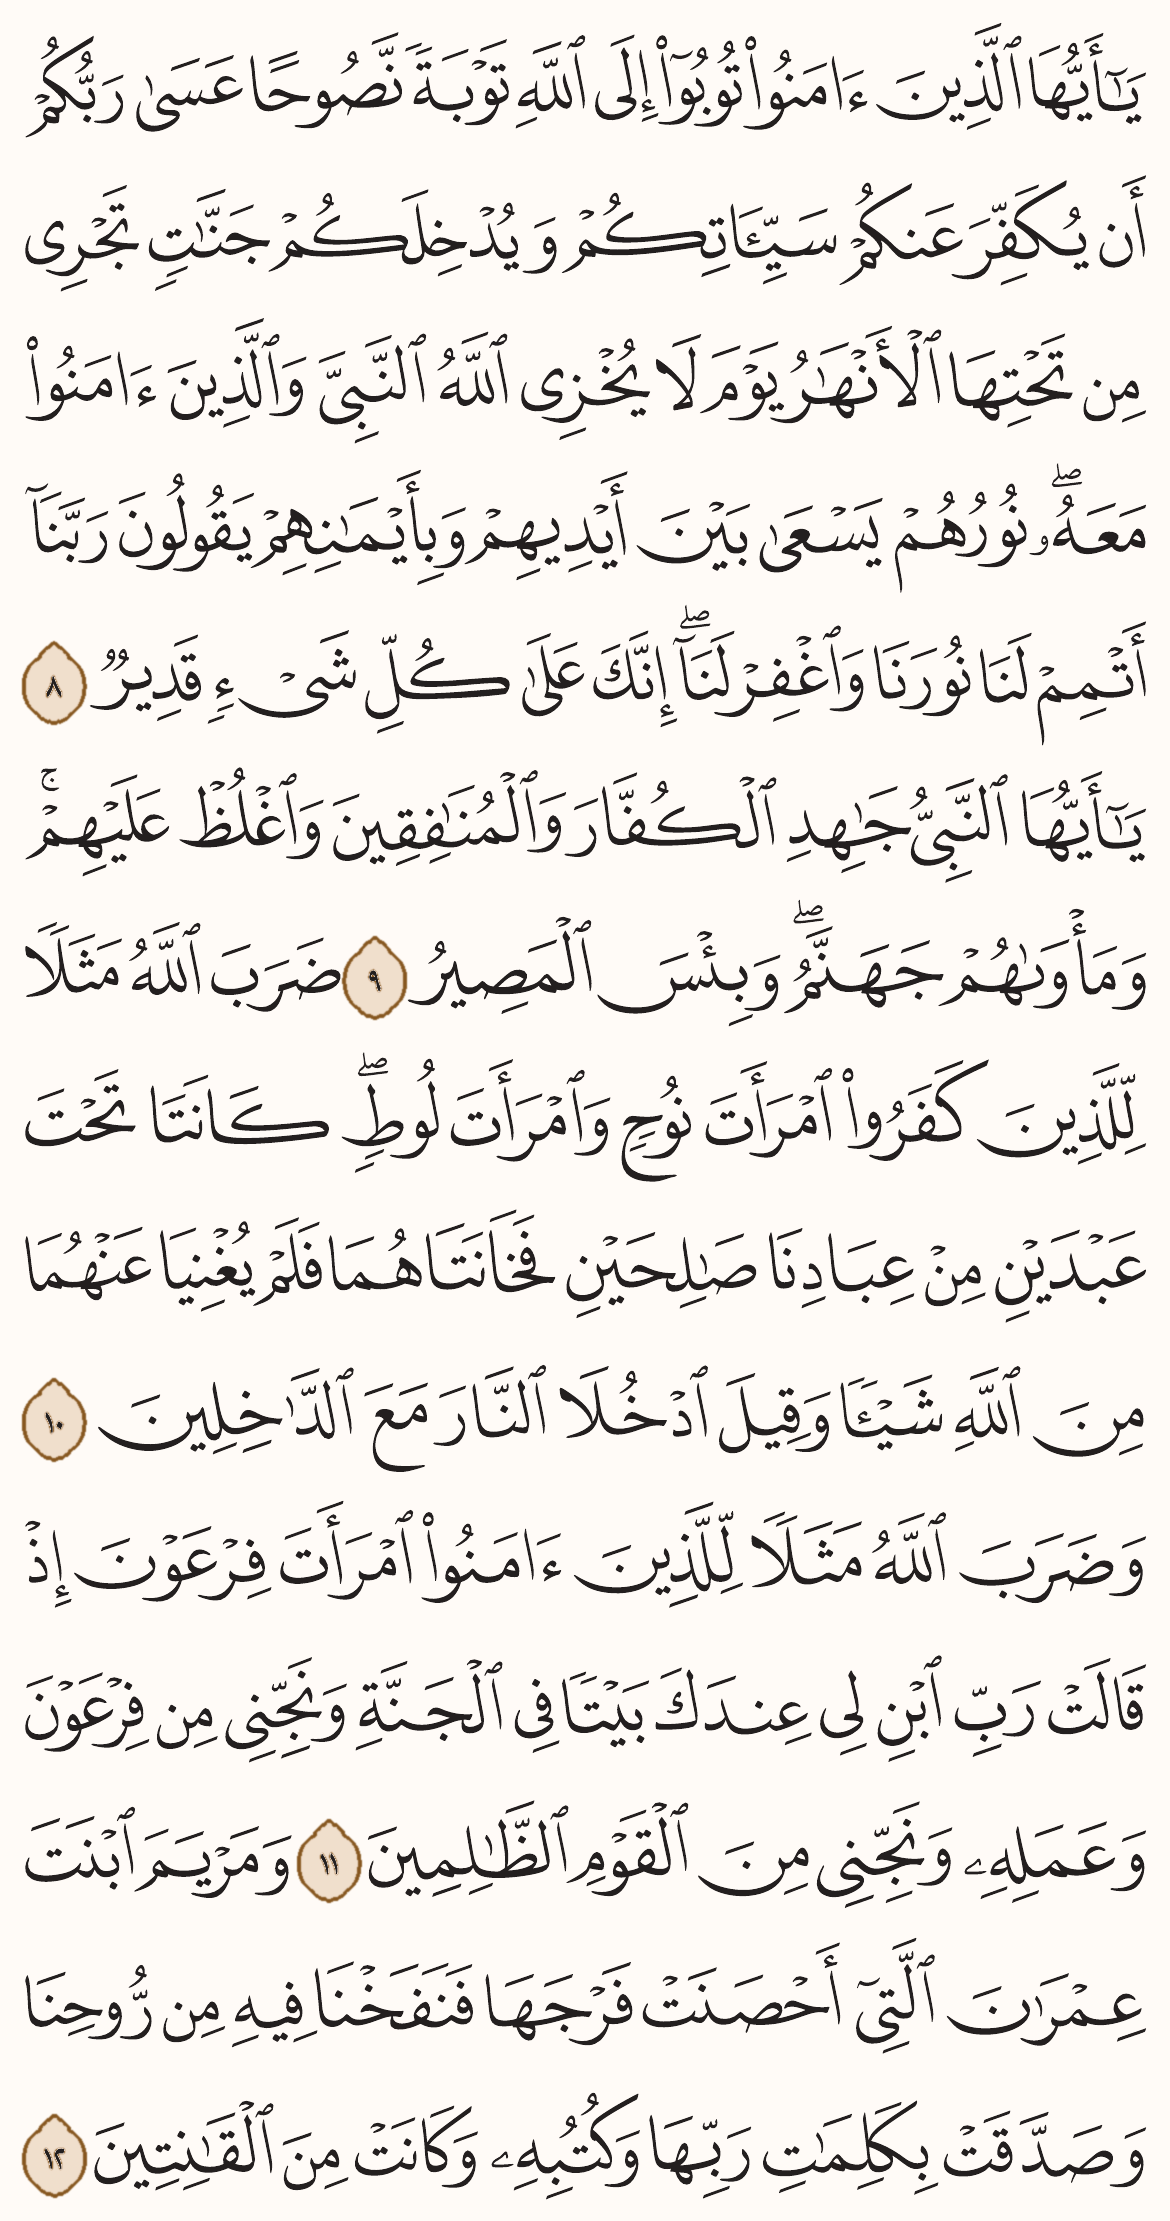 يَـٰٓأَيُّهَا ٱلَّذِينَ ءَامَنُوا۟ تُوبُوٓا۟ إِلَى ٱللَّهِ تَوْبَةً نَّصُوحًا عَسَىٰ رَبُّكُمْ
أَن يُكَفِّرَ عَنكُمْ سَيِّـَٔاتِكُمْ وَيُدْخِلَكُمْ جَنَّـٰتٍ تَجْرِى
مِن تَحْتِهَا ٱلْأَنْهَـٰرُ يَوْمَ لَا يُخْزِى ٱللَّهُ ٱلنَّبِىَّ وَٱلَّذِينَ ءَامَنُوا۟
مَعَهُۥ ۖ نُورُهُمْ يَسْعَىٰ بَيْنَ أَيْدِيهِمْ وَبِأَيْمَـٰنِهِمْ يَقُولُونَ رَبَّنَآ
أَتْمِمْ لَنَا نُورَنَا وَٱغْفِرْ لَنَآ ۖ إِنَّكَ عَلَىٰ كُلِّ شَىْءٍ قَدِيرٌ ٨
يَـٰٓأَيُّهَا ٱلنَّبِىُّ جَـٰهِدِ ٱلْكُفَّارَ وَٱلْمُنَـٰفِقِينَ وَٱغْلُظْ عَلَيْهِمْ ۚ
وَمَأْوَىٰهُمْ جَهَنَّمُ ۖ وَبِئْسَ ٱلْمَصِيرُ ٩ ضَرَبَ ٱللَّهُ مَثَلًا
لِّلَّذِينَ كَفَرُوا۟ ٱمْرَأَتَ نُوحٍ وَٱمْرَأَتَ لُوطٍ ۖ كَانَتَا تَحْتَ
عَبْدَيْنِ مِنْ عِبَادِنَا صَـٰلِحَيْنِ فَخَانَتَاهُمَا فَلَمْ يُغْنِيَا عَنْهُمَا
مِنَ ٱللَّهِ شَيْـًٔا وَقِيلَ ٱدْخُلَا ٱلنَّارَ مَعَ ٱلدَّٰخِلِينَ ١٠
وَضَرَبَ ٱللَّهُ مَثَلًا لِّلَّذِينَ ءَامَنُوا۟ ٱمْرَأَتَ فِرْعَوْنَ إِذْ
قَالَتْ رَبِّ ٱبْنِ لِى عِندَكَ بَيْتًا فِى ٱلْجَنَّةِ وَنَجِّنِى مِن فِرْعَوْنَ
وَعَمَلِهِۦ وَنَجِّنِى مِنَ ٱلْقَوْمِ ٱلظَّـٰلِمِينَ ١١ وَمَرْيَمَ ٱبْنَتَ
عِمْرَٰنَ ٱلَّتِىٓ أَحْصَنَتْ فَرْجَهَا فَنَفَخْنَا فِيهِ مِن رُّوحِنَا
وَصَدَّقَتْ بِكَلِمَـٰتِ رَبِّهَا وَكُتُبِهِۦ وَكَانَتْ مِنَ ٱلْقَـٰنِتِينَ ١٢